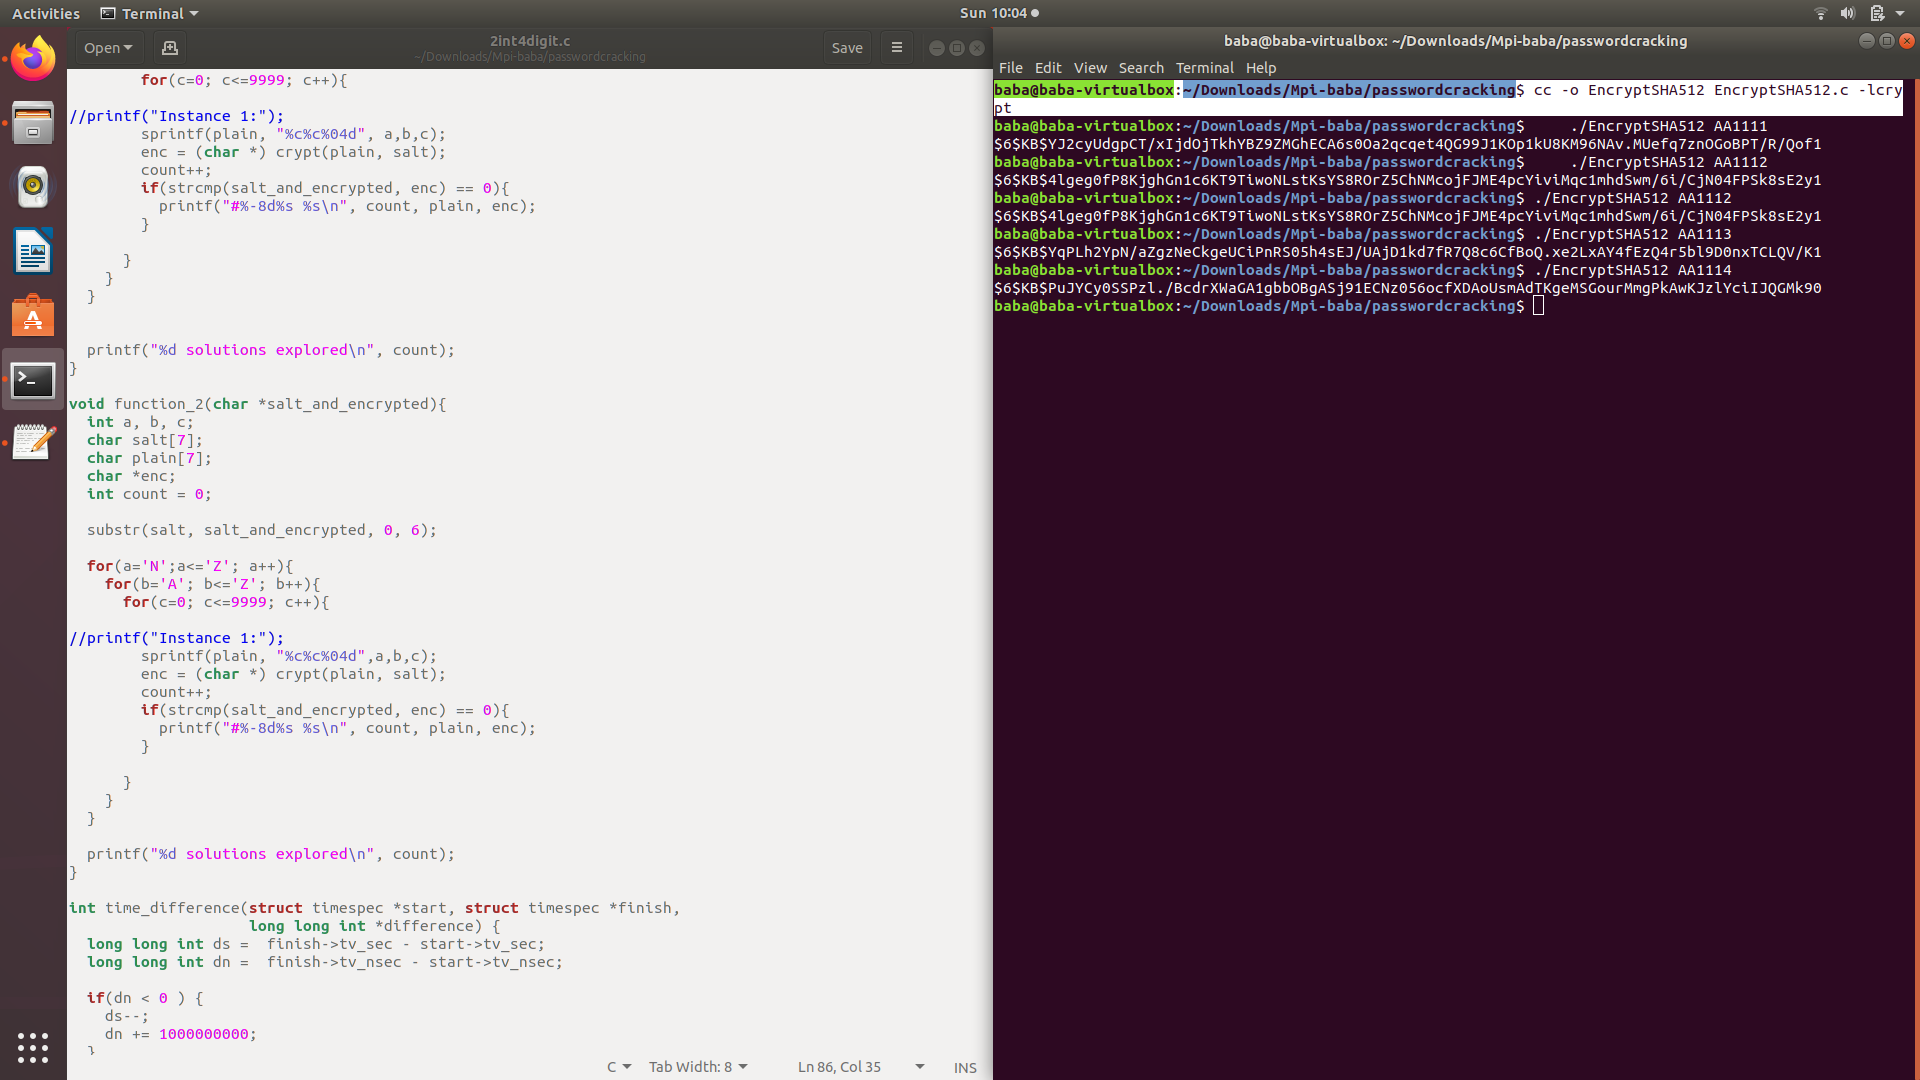 Activities
Terminal
Sun 10:04
Open
2int4digit.c
~/Downloads/Mpi-baba/passwordcracking
Save
        for(c=0; c<=9999; c++){
//printf("Instance 1:");
        sprintf(plain, "%c%c%04d", a,b,c);
        enc = (char *) crypt(plain, salt);
        count++;
        if(strcmp(salt_and_encrypted, enc) == 0){
          printf("#%-8d%s %s\n", count, plain, enc);
        }
      }
    }
  }
  printf("%d solutions explored\n", count);
}
void function_2(char *salt_and_encrypted){
  int a, b, c;
  char salt[7];
  char plain[7];
  char *enc;
  int count = 0;
  substr(salt, salt_and_encrypted, 0, 6);
  for(a='N';a<='Z'; a++){
    for(b='A'; b<='Z'; b++){
      for(c=0; c<=9999; c++){
//printf("Instance 1:");
        sprintf(plain, "%c%c%04d",a,b,c);
        enc = (char *) crypt(plain, salt);
        count++;
        if(strcmp(salt_and_encrypted, enc) == 0){
          printf("#%-8d%s %s\n", count, plain, enc);
        }
      }
    }
  }
  printf("%d solutions explored\n", count);
}
int time_difference(struct timespec *start, struct timespec *finish,
                    long long int *difference) {
  long long int ds =  finish->tv_sec - start->tv_sec;
  long long int dn =  finish->tv_nsec - start->tv_nsec;
  if(dn < 0 ) {
    ds--;
    dn += 1000000000;
  }
C
Tab Width: 8
Ln 86, Col 35
INS
baba@baba-virtualbox: ~/Downloads/Mpi-baba/passwordcracking
File Edit View Search Terminal Help
baba@baba-virtualbox:~/Downloads/Mpi-baba/passwordcracking$ cc -o EncryptSHA512 EncryptSHA512.c -lcry
pt
baba@baba-virtualbox:~/Downloads/Mpi-baba/passwordcracking$     ./EncryptSHA512 AA1111
$6$KB$YJ2cyUdgpCT/xIjdOjTkhYBZ9ZMGhECA6s0Oa2qcqet4QG99J1KOp1kU8KM96NAv.MUefq7znOGoBPT/R/Qof1
baba@baba-virtualbox:~/Downloads/Mpi-baba/passwordcracking$     ./EncryptSHA512 AA1112
$6$KB$4lgeg0fP8KjghGn1c6KT9TiwoNLstKsYS8ROrZ5ChNMcojFJME4pcYiviMqc1mhdSwm/6i/CjN04FPSk8sE2y1
baba@baba-virtualbox:~/Downloads/Mpi-baba/passwordcracking$ ./EncryptSHA512 AA1112
$6$KB$4lgeg0fP8KjghGn1c6KT9TiwoNLstKsYS8ROrZ5ChNMcojFJME4pcYiviMqc1mhdSwm/6i/CjN04FPSk8sE2y1
baba@baba-virtualbox:~/Downloads/Mpi-baba/passwordcracking$ ./EncryptSHA512 AA1113
$6$KB$YqPLh2YpN/aZgzNeCkgeUCiPnRS05h4sEJ/UAjD1kd7fR7Q8c6CfBoQ.xe2LxAY4fEzQ4r5bl9D0nxTCLQV/K1
baba@baba-virtualbox:~/Downloads/Mpi-baba/passwordcracking$ ./EncryptSHA512 AA1114
$6$KB$PuJYCy0SSPzl./BcdrXWaGA1gbbOBgASj91ECNz056ocfXDAoUsmAdTKgeMSGourMmgPkAwKJzlYciIJQGMk90
baba@baba-virtualbox:~/Downloads/Mpi-baba/passwordcracking$